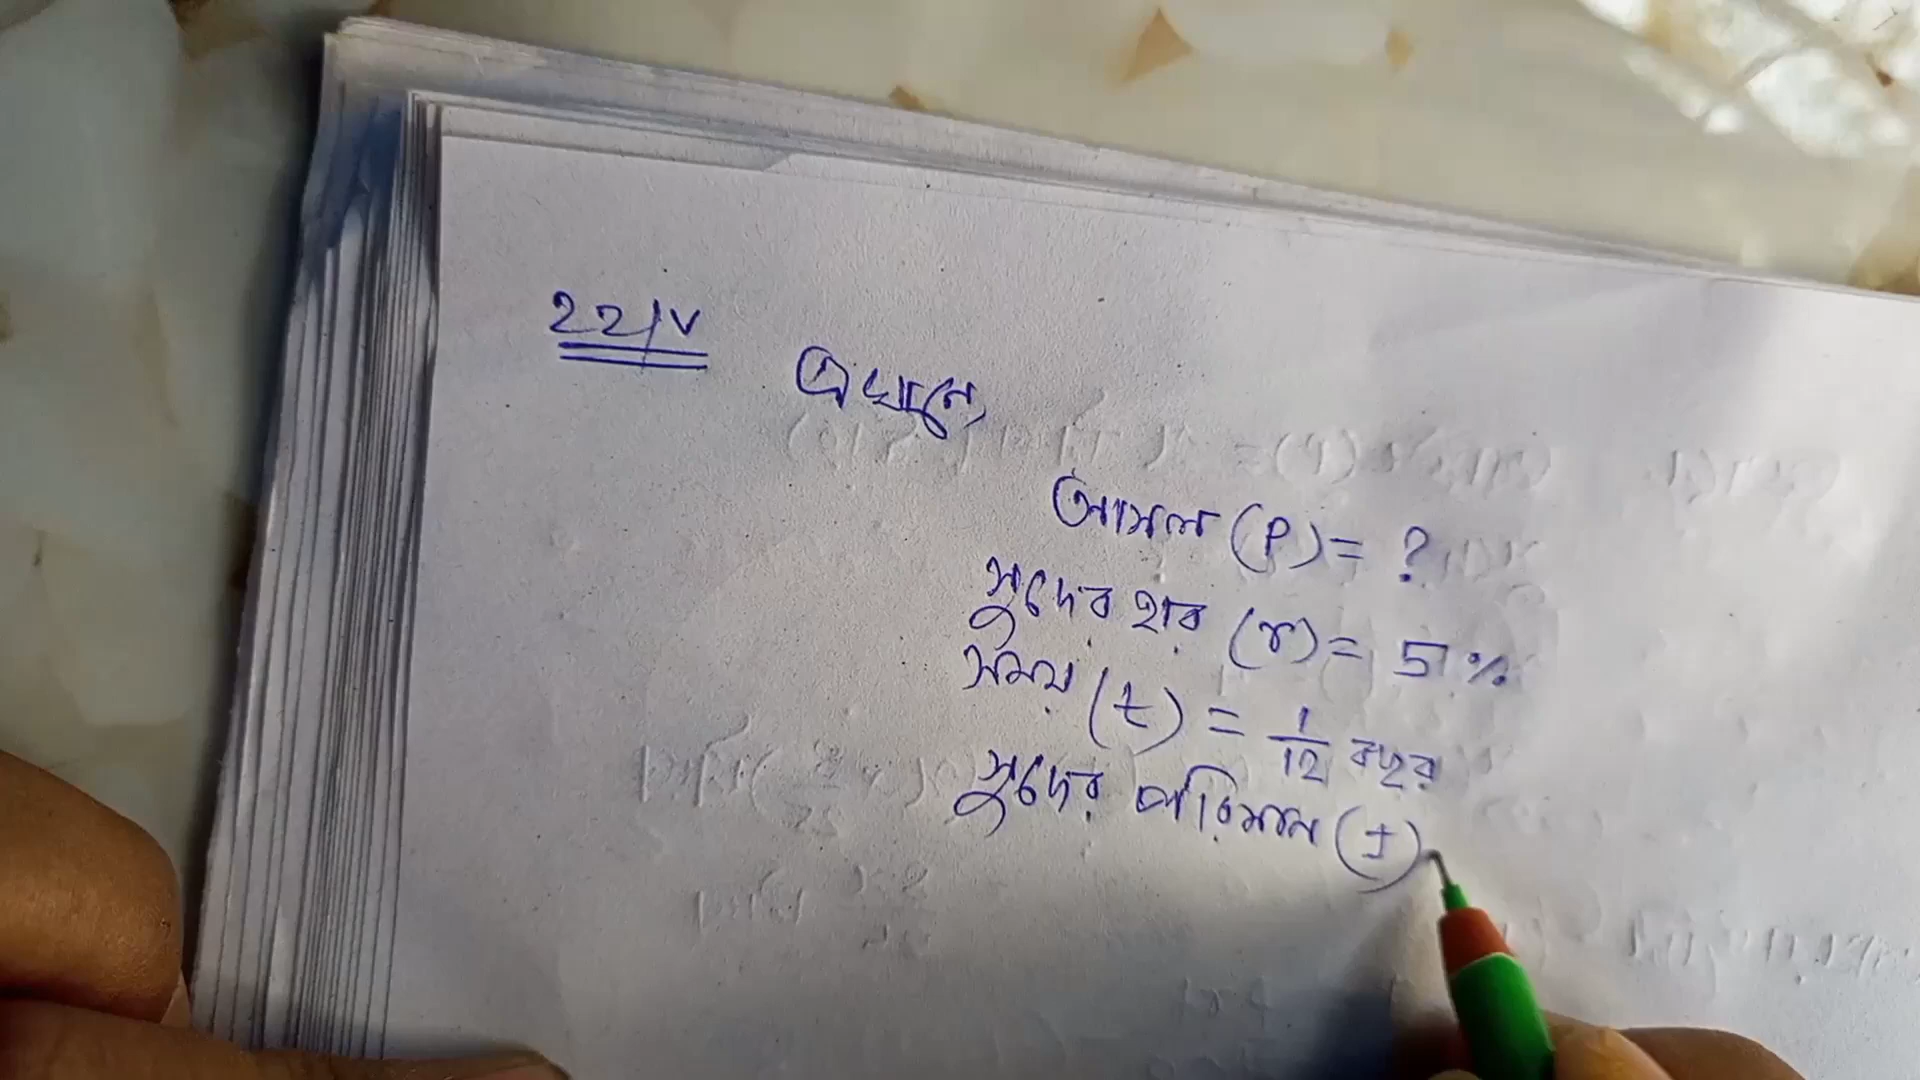 22/V
এখানে,
আসল (P) = ?
সুদের হার (r) = 5%
সময় (t) = 1/12 বছর
সুদের পরিমান (I)